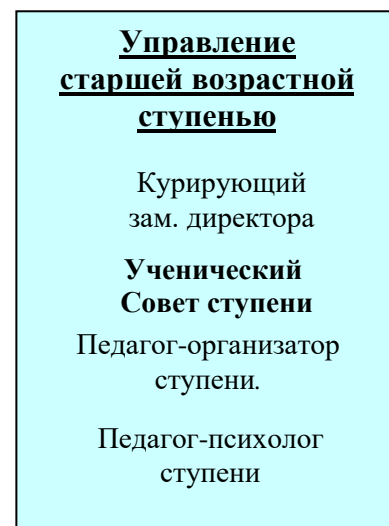 Управление
старшей возрастной
ступенью
Курирующий
зам. директора
Ученический
Совет ступени
Педагог-организатор
ступени.
Педагог-психолог
ступени